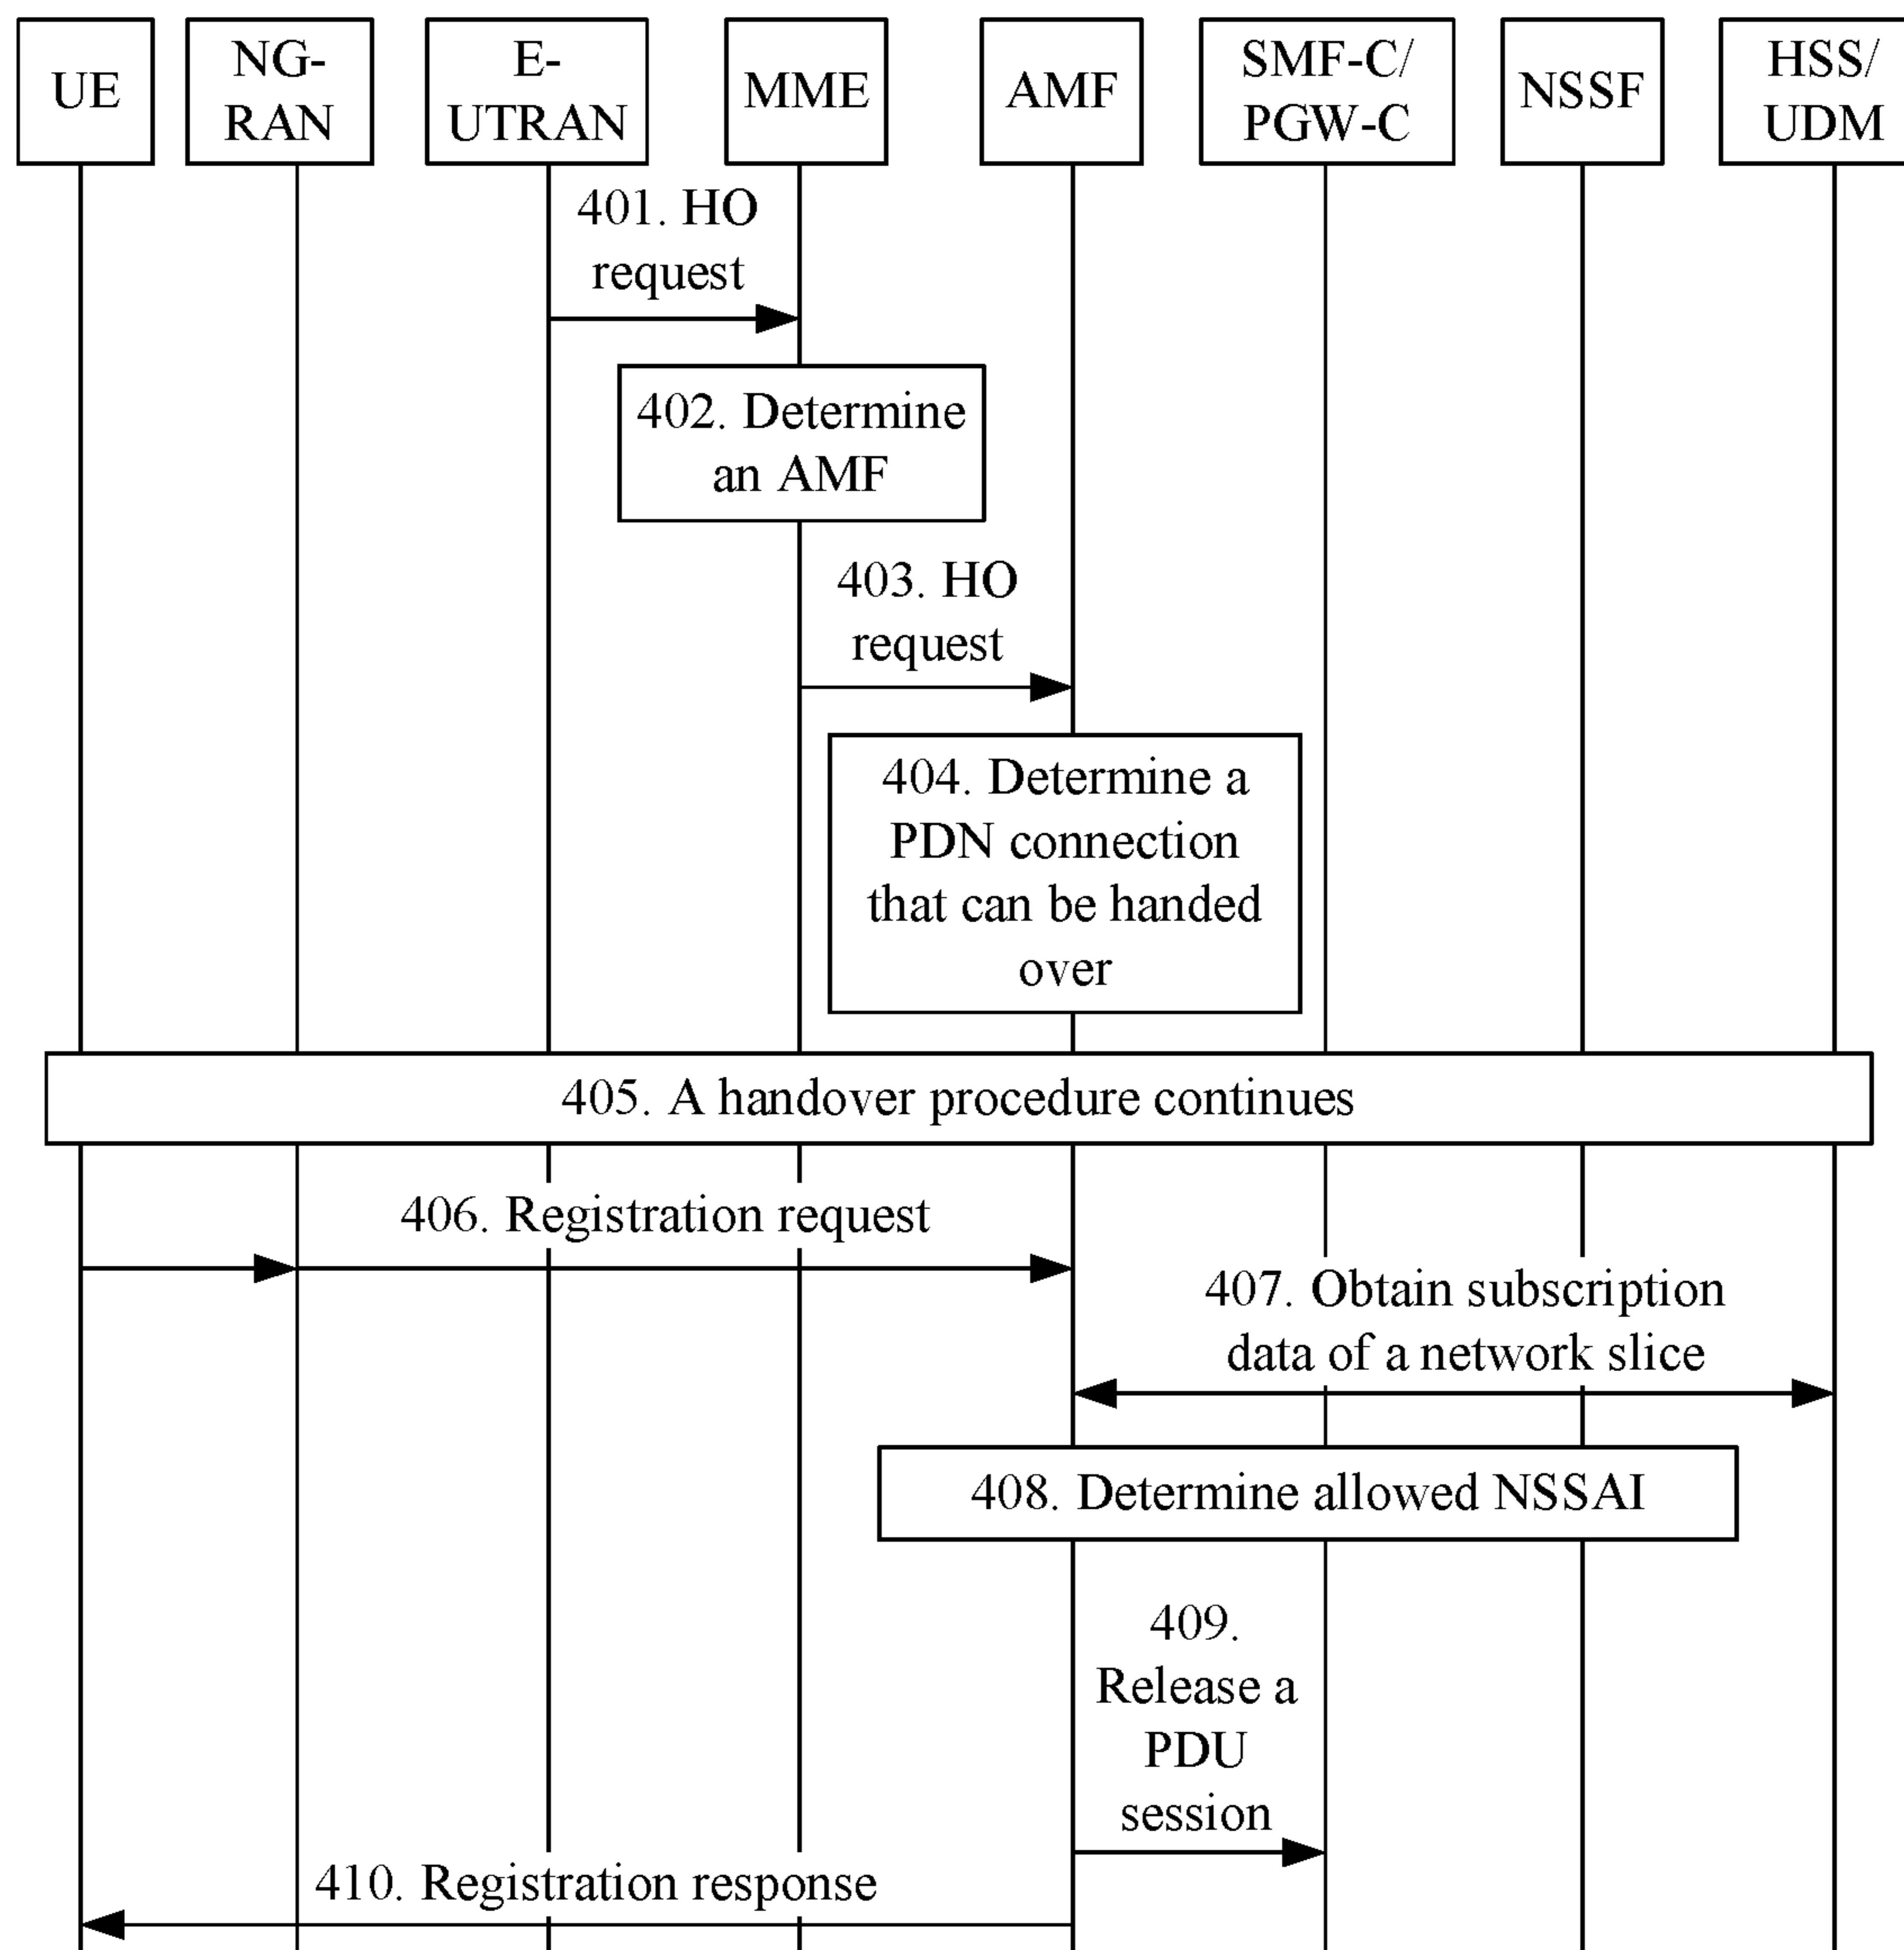 UE
NG-
RAN
E-
UTRAN
MME
AMF
SMF-C/
PGW-C
NSSF
HSS/
UDM
401. HO
request
402. Determine
an AMF
403. HO
request
404. Determine a
PDN connection
that can be handed
over
405. A handover procedure continues
406. Registration request
407. Obtain subscription
data of a network slice
408. Determine allowed NSSAI
409.
Release a
PDU
session
410. Registration response